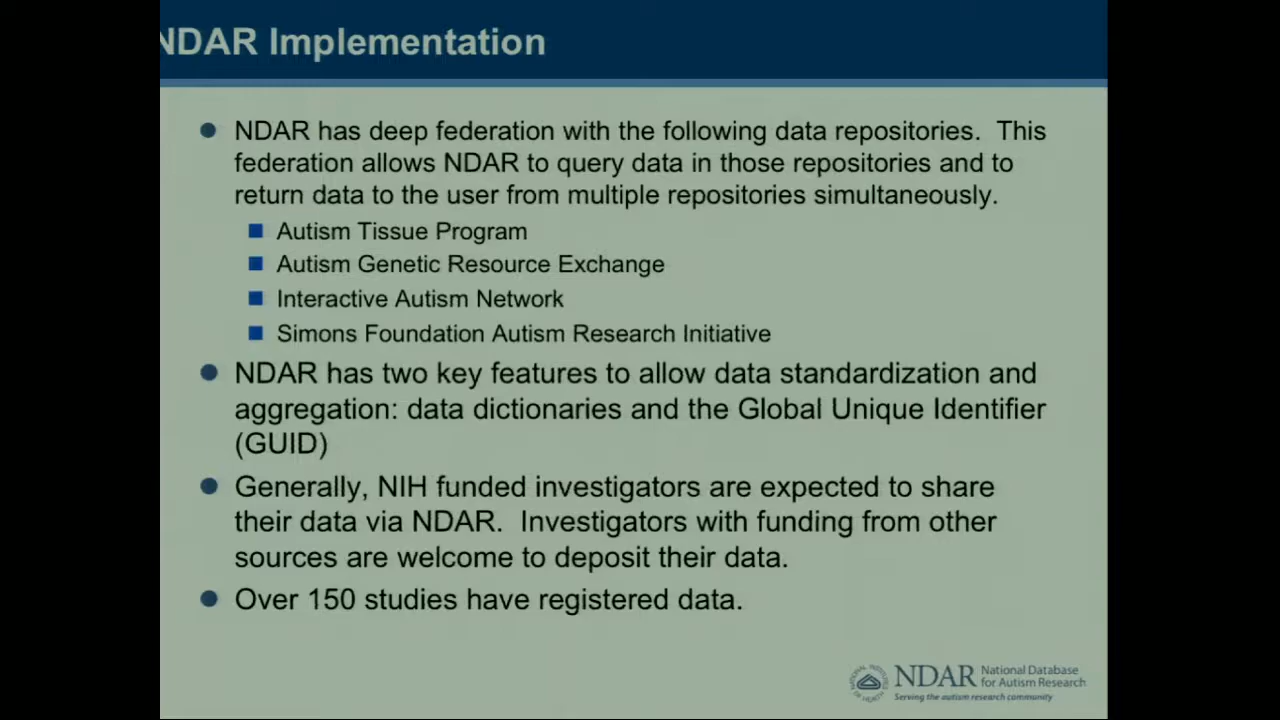 NDAR Implementation
NDAR has deep federation with the following data repositories. This
federation allows NDAR to query data in those repositories and to
return data to the user from multiple repositories simultaneously.
Autism Tissue Program
Autism Genetic Resource Exchange
Interactive Autism Network
Simons Foundation Autism Research Initiative
NDAR has two key features to allow data standardization and
aggregation: data dictionaries and the Global Unique Identifier
(GUID)
Generally, NIH funded investigators are expected to share
their data via NDAR. Investigators with funding from other
sources are welcome to deposit their data.
Over 150 studies have registered data.
NDAR National Database
for Autism Research
Serving the autism research community